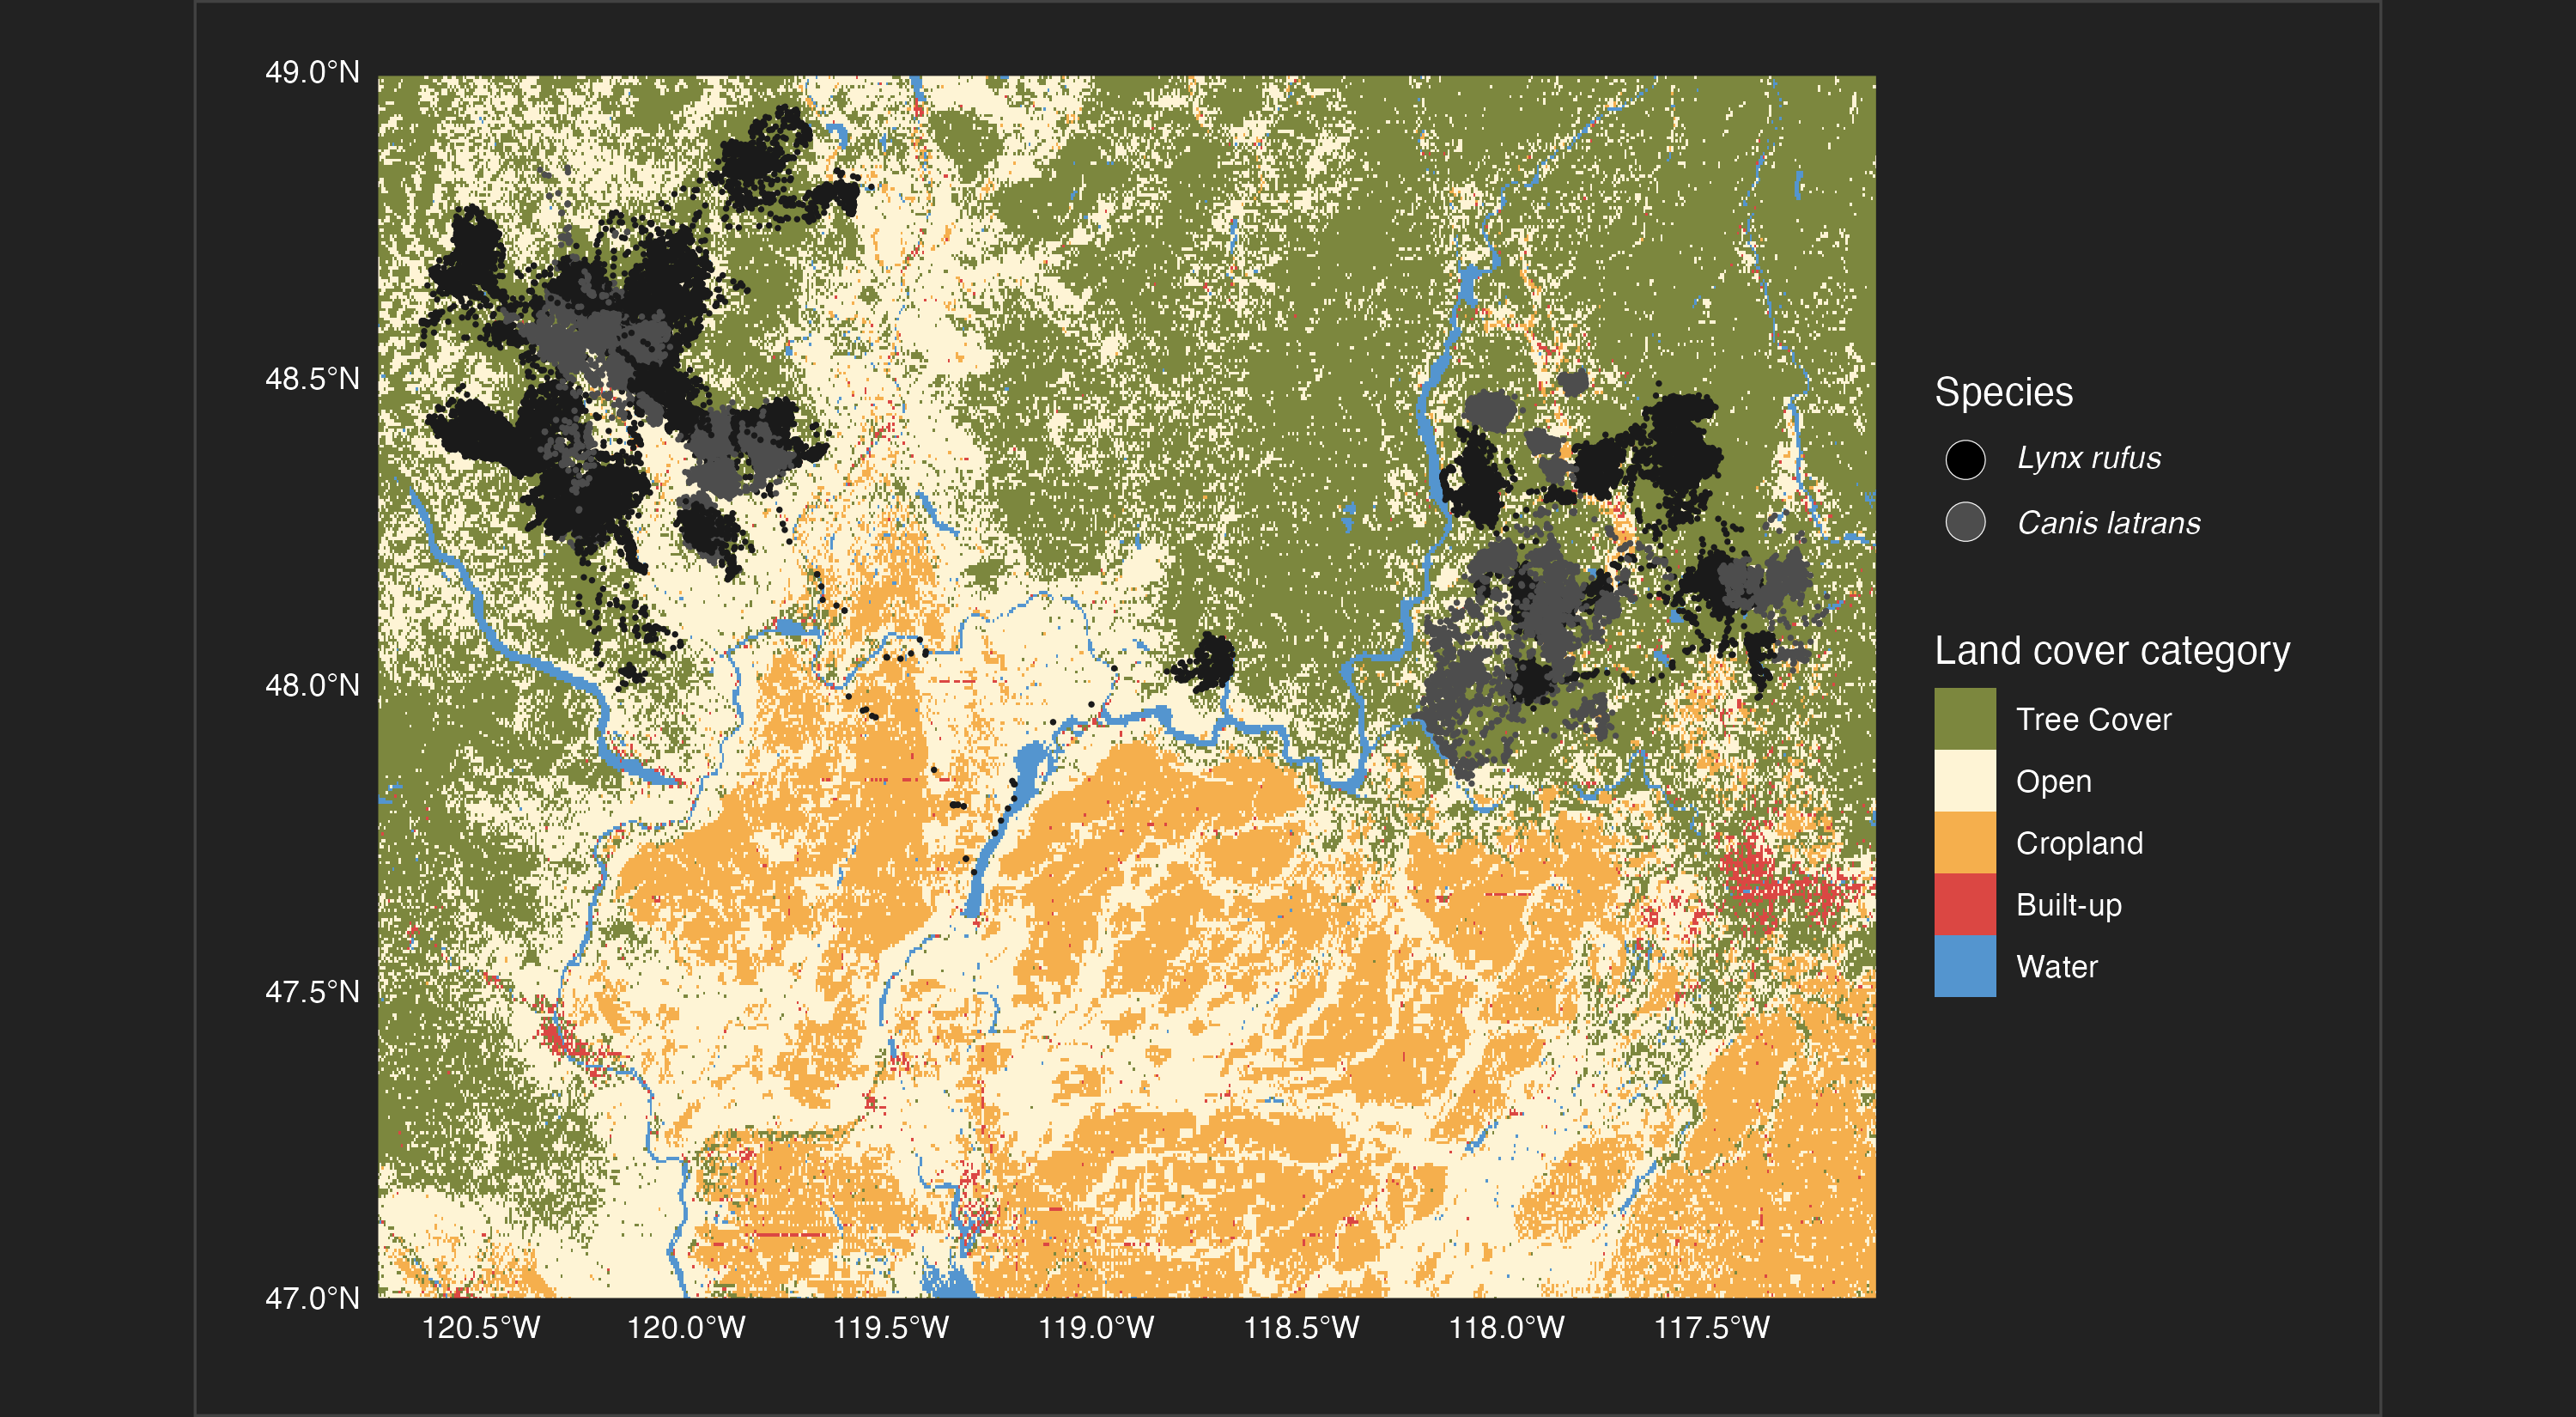 49.0°N
48.5°N
48.0°N
47.5°N
47.0°N
120.5°W 120.0°W 119.5°W 119.0°W 118.5°W 118.0°W 117.5°W
Species
Lynx rufus
Canis latrans
Land cover category
Tree Cover
Open
Cropland
Built-up
Water